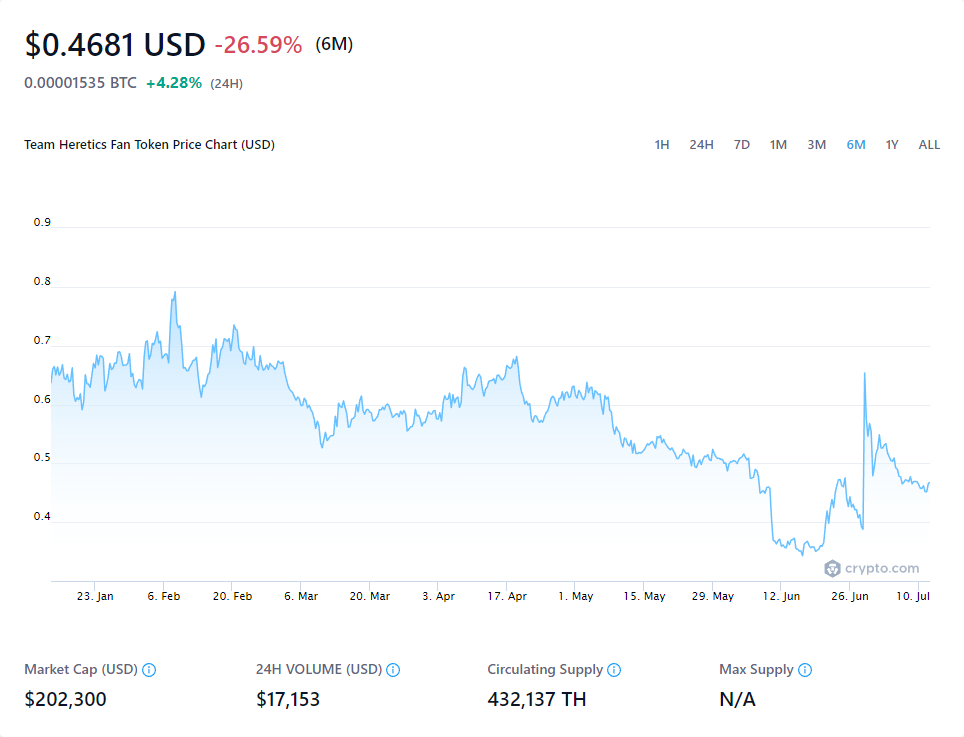 $0.4681 USD -26.59% (6M)
0.00001535 BTC +4.28% (24H)
Team Heretics Fan Token Price Chart (USD)
1H 24H 7D 1M 3M 6M 1Y ALL
0.9
0.8
0.7
0.6
0.5
0.4
crypto.com
23. Jan 6. Feb 20. Feb 6. Mar 20. Mar 3. Apr 17. Apr 1. May 15. May 29. May 12. Jun 26. Jun 10. Jul
Market Cap (USD) 24H VOLUME (USD) Circulating Supply Max Supply
$202,300 $17,153 432,137 TH N/A